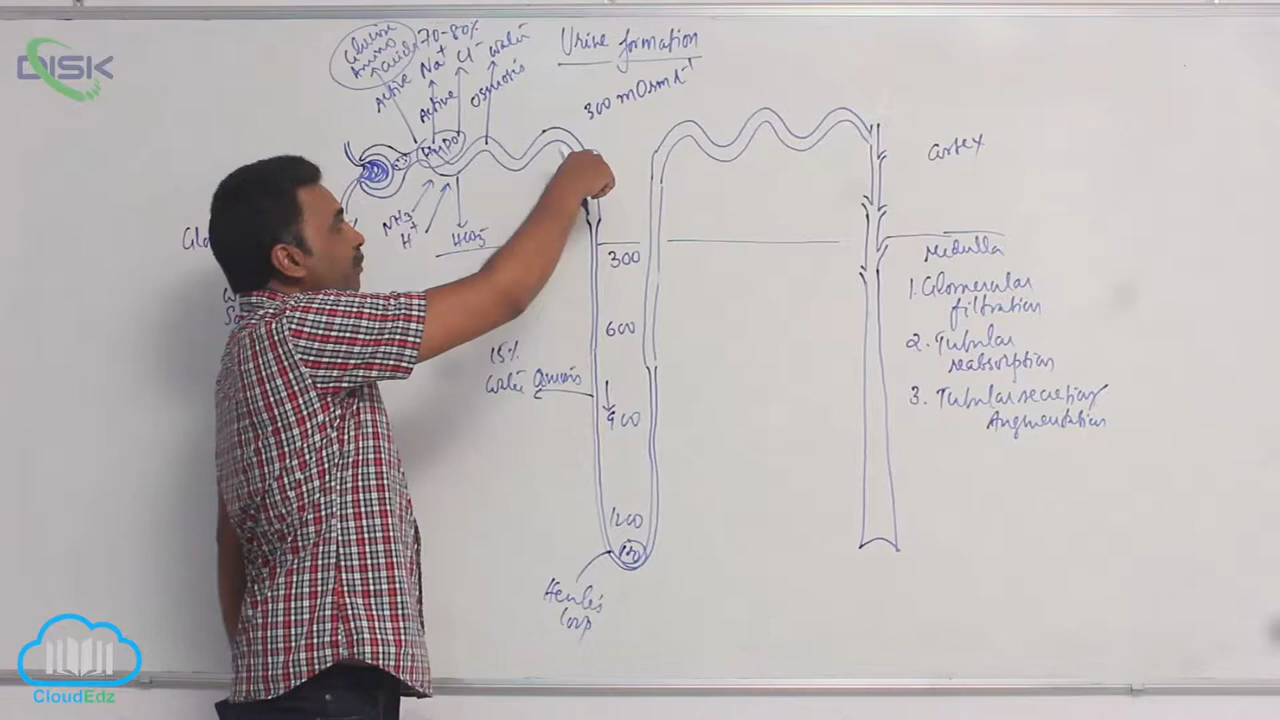 DISK
Urine formation
Glucose
Amino
acids
70-80%
Na+
Cl-
water
Active
Active
Osmosis
300 mOsm L-1
cortex
NH3
H+
HCO3-
300
600
900
1200
15%
water Osmosis
Henle's
loop
Medulla
1. Glomerular
filtration
2. Tubular
reabsorption
3. Tubular secretion/
Augmentation
CloudEdz